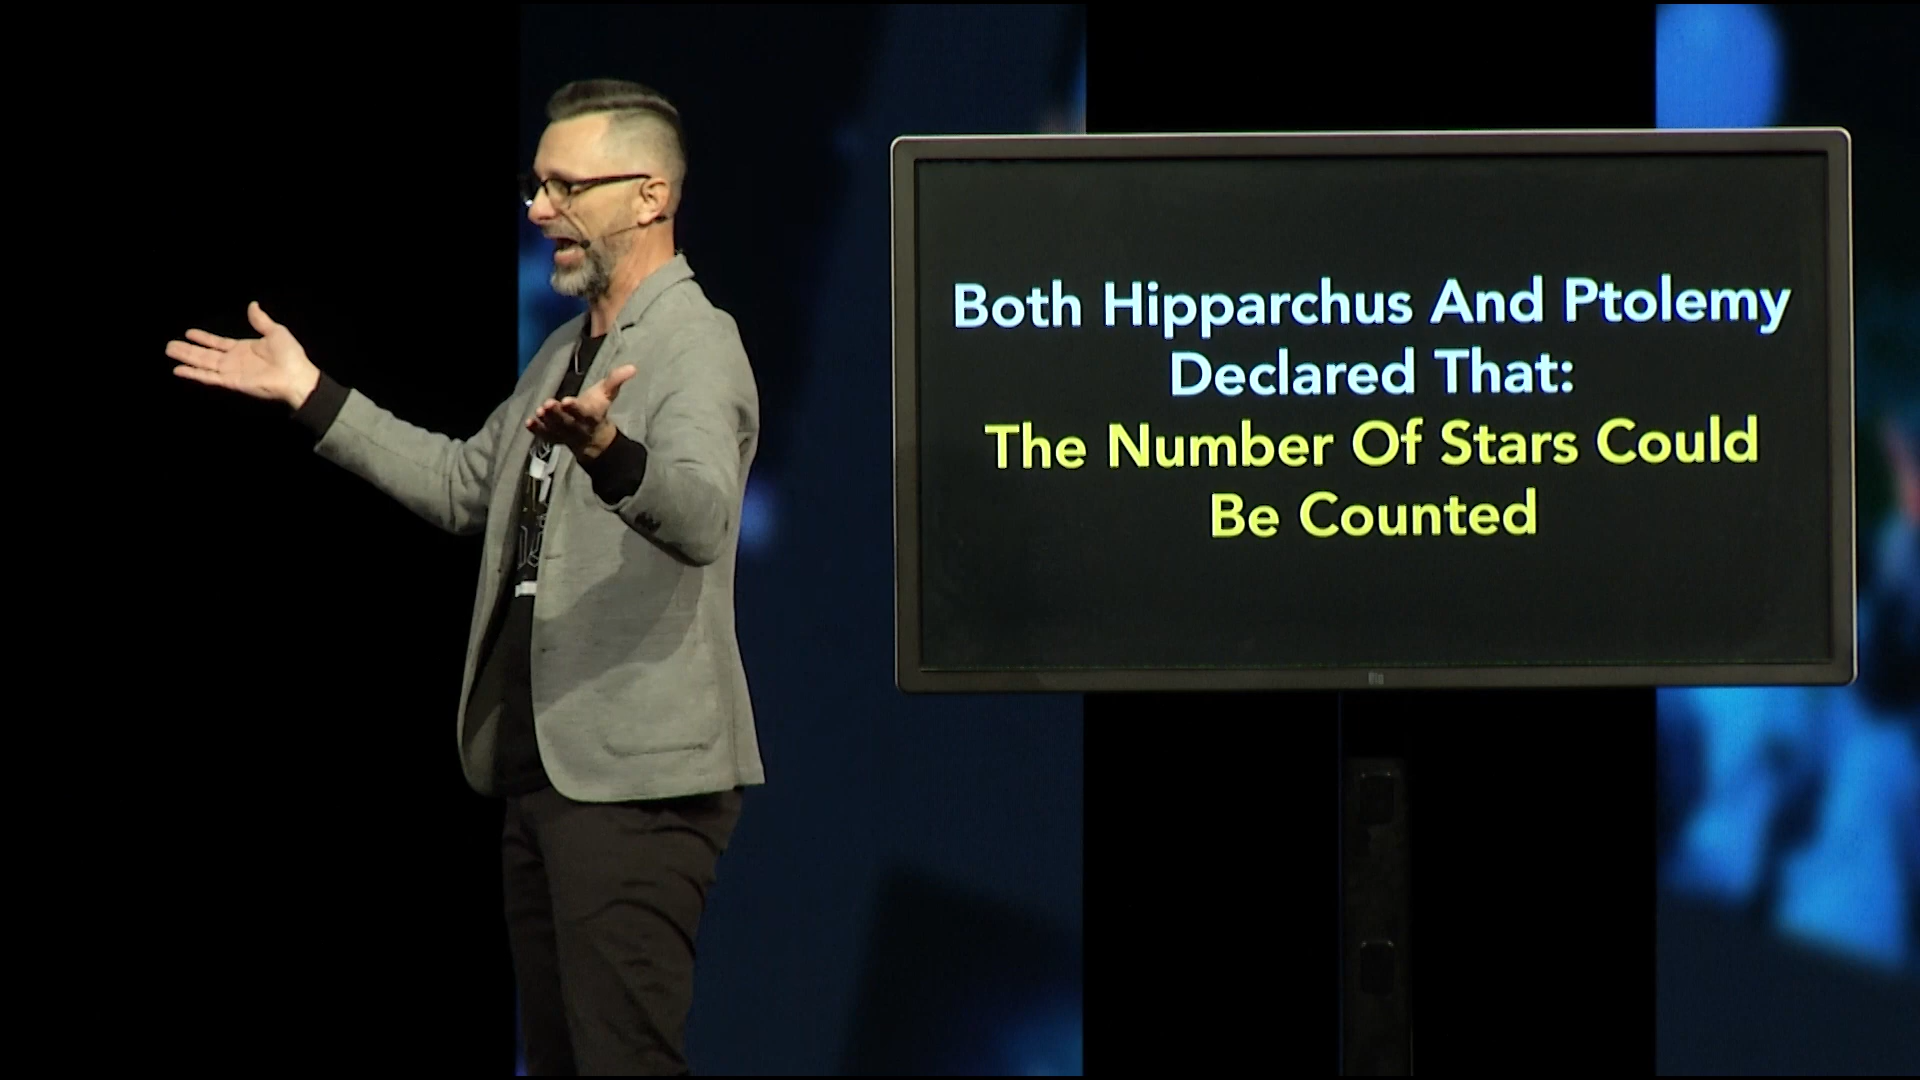 Both Hipparchus And Ptolemy
Declared That:
The Number Of Stars Could
Be Counted